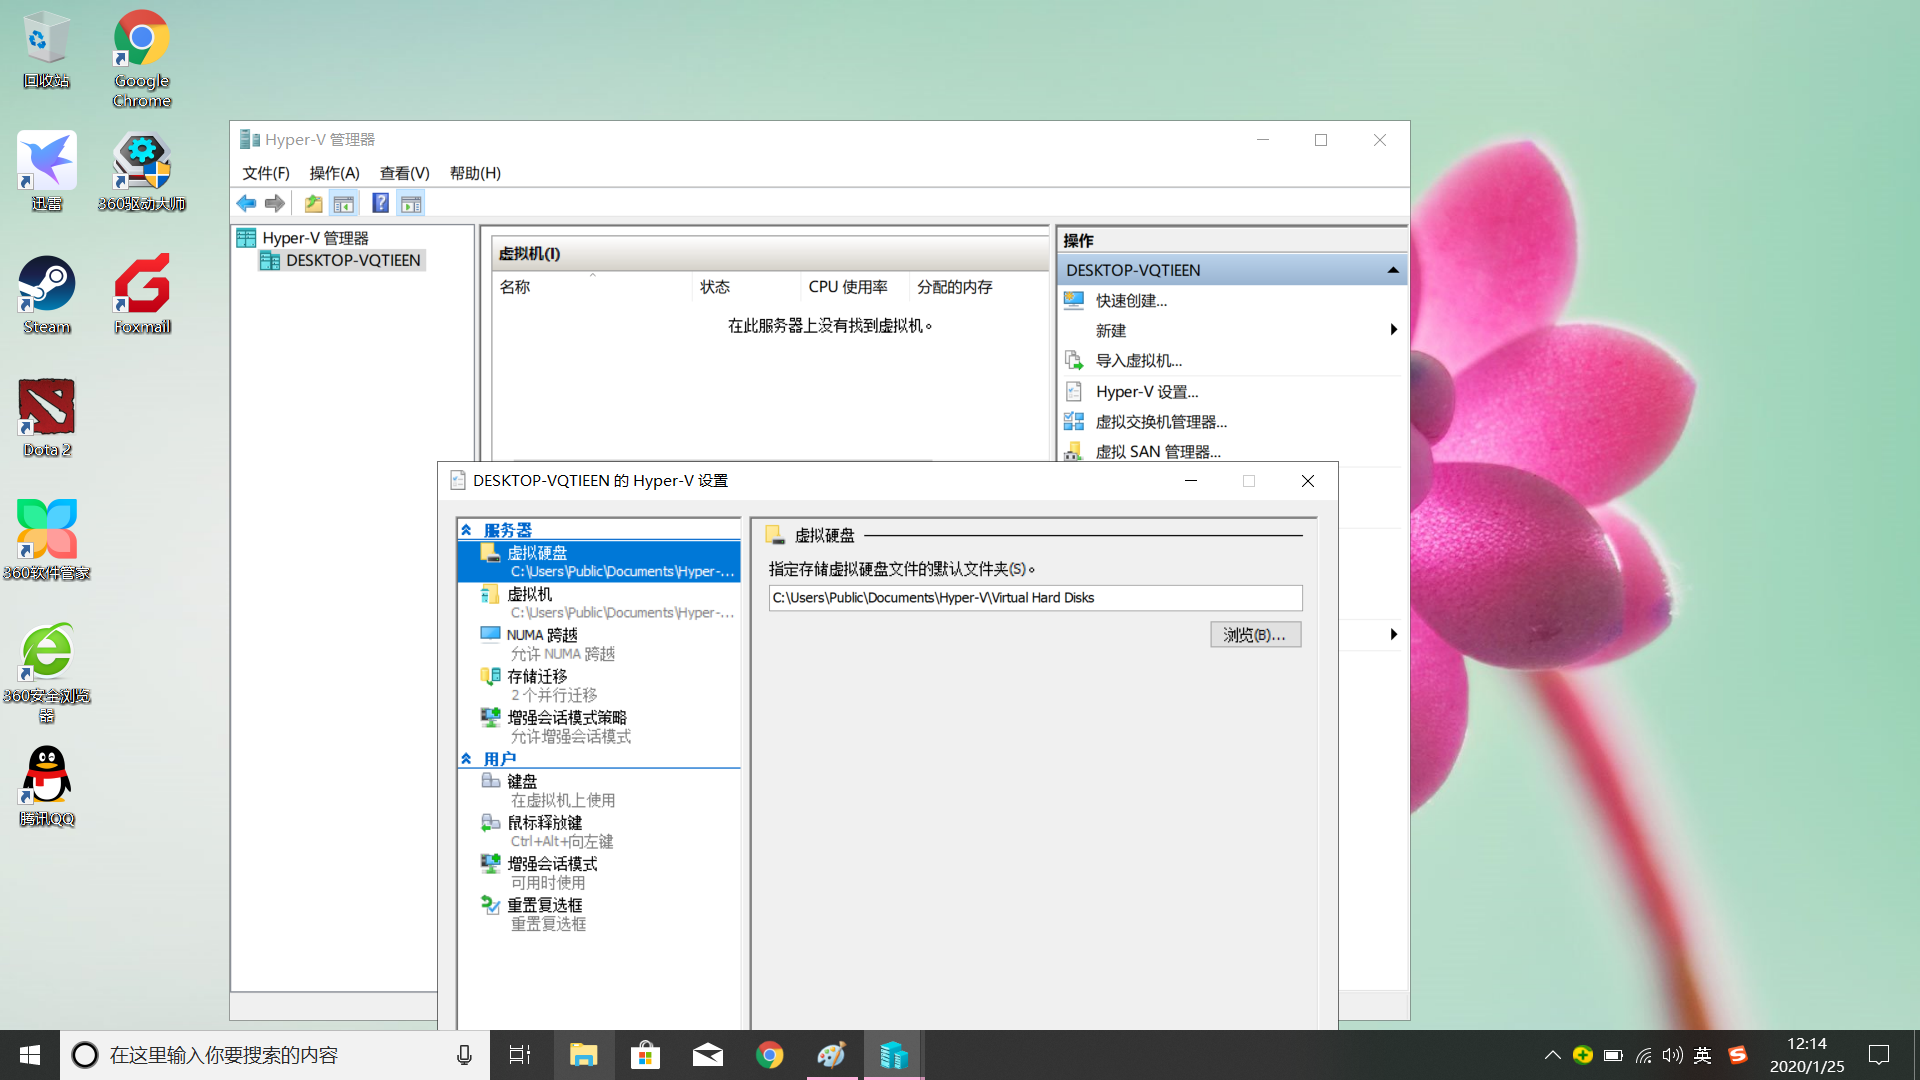 回收站
Google
Chrome
迅雷
360驱动大师
Steam
Foxmail
Dota 2
360软件管家
360安全浏览
器
腾讯QQ
Hyper-V 管理器
文件(F) 操作(A) 查看(V) 帮助(H)
Hyper-V 管理器
DESKTOP-VQTIEEN
虚拟机(I)
名称 状态 CPU 使用率 分配的内存
在此服务器上没有找到虚拟机。
操作
DESKTOP-VQTIEEN
快速创建...
新建
导入虚拟机...
Hyper-V 设置...
虚拟交换机管理器...
虚拟 SAN 管理器...
DESKTOP-VQTIEEN 的 Hyper-V 设置
服务器
虚拟硬盘
C:\Users\Public\Documents\Hyper-...
虚拟机
C:\Users\Public\Documents\Hyper-...
NUMA 跨越
允许 NUMA 跨越
存储迁移
2 个并行迁移
增强会话模式策略
允许增强会话模式
用户
键盘
在虚拟机上使用
鼠标释放键
Ctrl+Alt+向左键
增强会话模式
可用时使用
重置复选框
重置复选框
虚拟硬盘
指定存储虚拟硬盘文件的默认文件夹(S)。
C:\Users\Public\Documents\Hyper-V\Virtual Hard Disks
浏览(B)...
在这里输入你要搜索的内容
英
12:14
2020/1/25